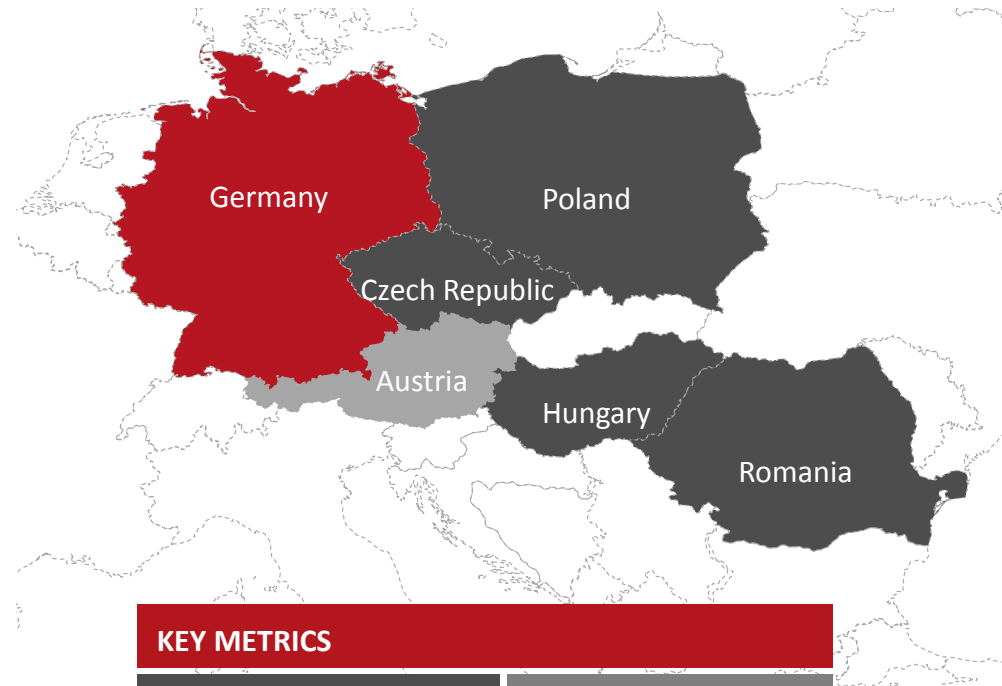 Germany
Poland
Czech Republic
Austria
Hungary
Romania
KEY METRICS